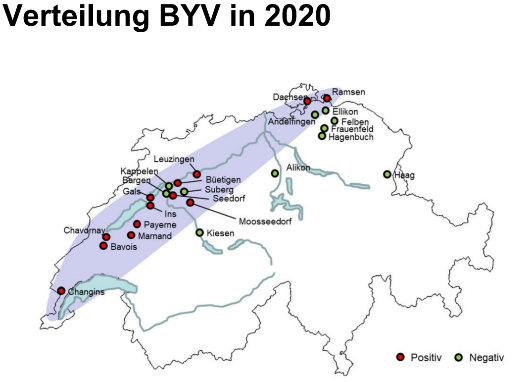 Verteilung BYV in 2020
Dachsen
Ramsen
Ellikon
Andelfingen
Felben
Frauenfeld
Hagenbuch
Leuzingen
Kappelen
Alikon
Haag
Bargen
Büetigen
Gals
Suberg
Seedorf
Ins
Moosseedorf
Payerne
Chavornay
Marnand
Kiesen
Bavois
Changins
Positiv
Negativ